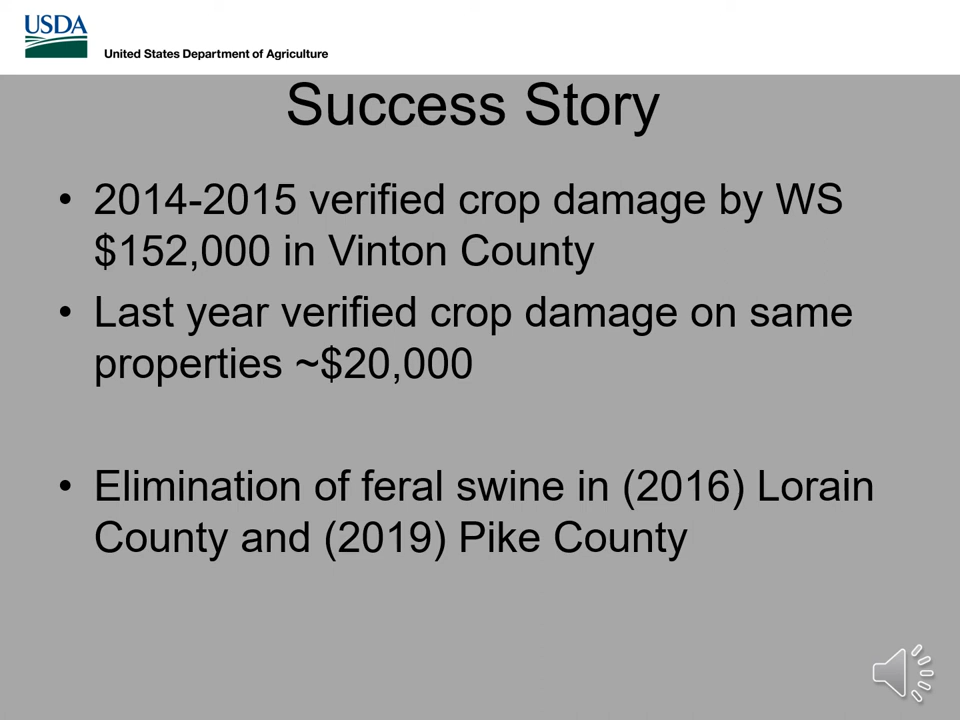 USDA
United States Department of Agriculture
Success Story
• 2014-2015 verified crop damage by WS
$152,000 in Vinton County
• Last year verified crop damage on same
properties ~$20,000
• Elimination of feral swine in (2016) Lorain
County and (2019) Pike County